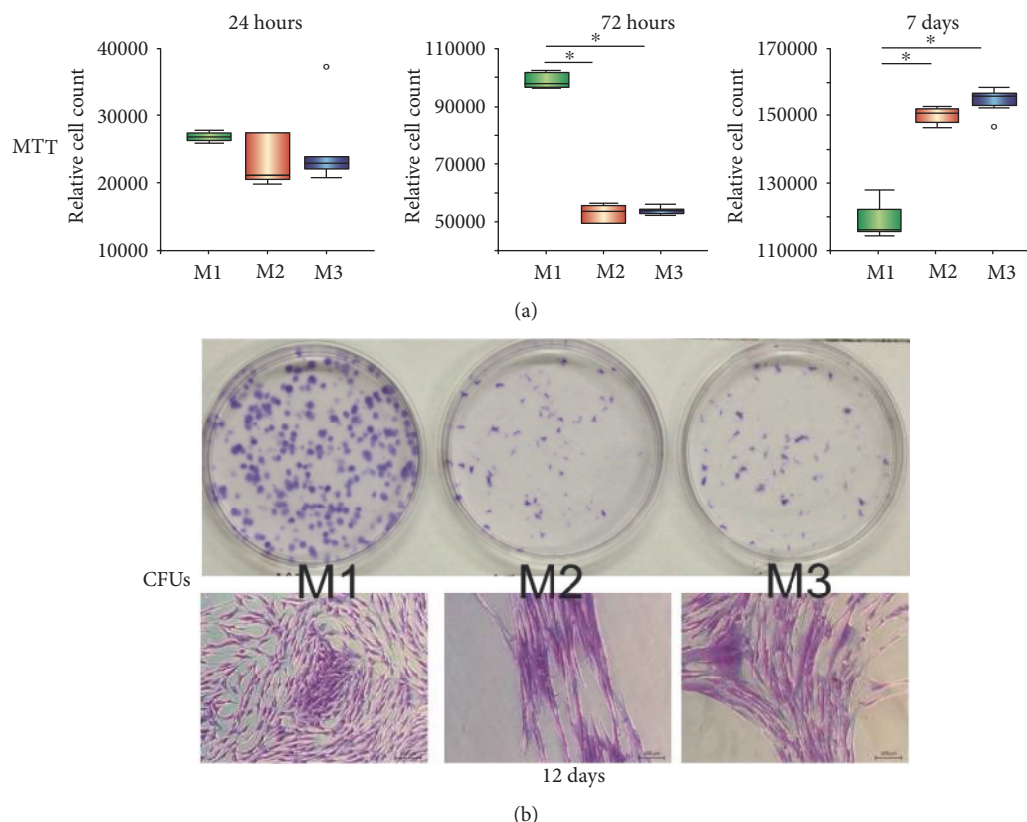 24 hours
72 hours
7 days
40000
30000
20000
10000
Relative cell count
M1
M2
M3
110000
90000
70000
50000
Relative cell count
*
*
M1
M2
M3
170000
150000
130000
110000
Relative cell count
*
*
M1
M2
M3
MTT
(a)
CFUs
M1
M2
M3
12 days
(b)